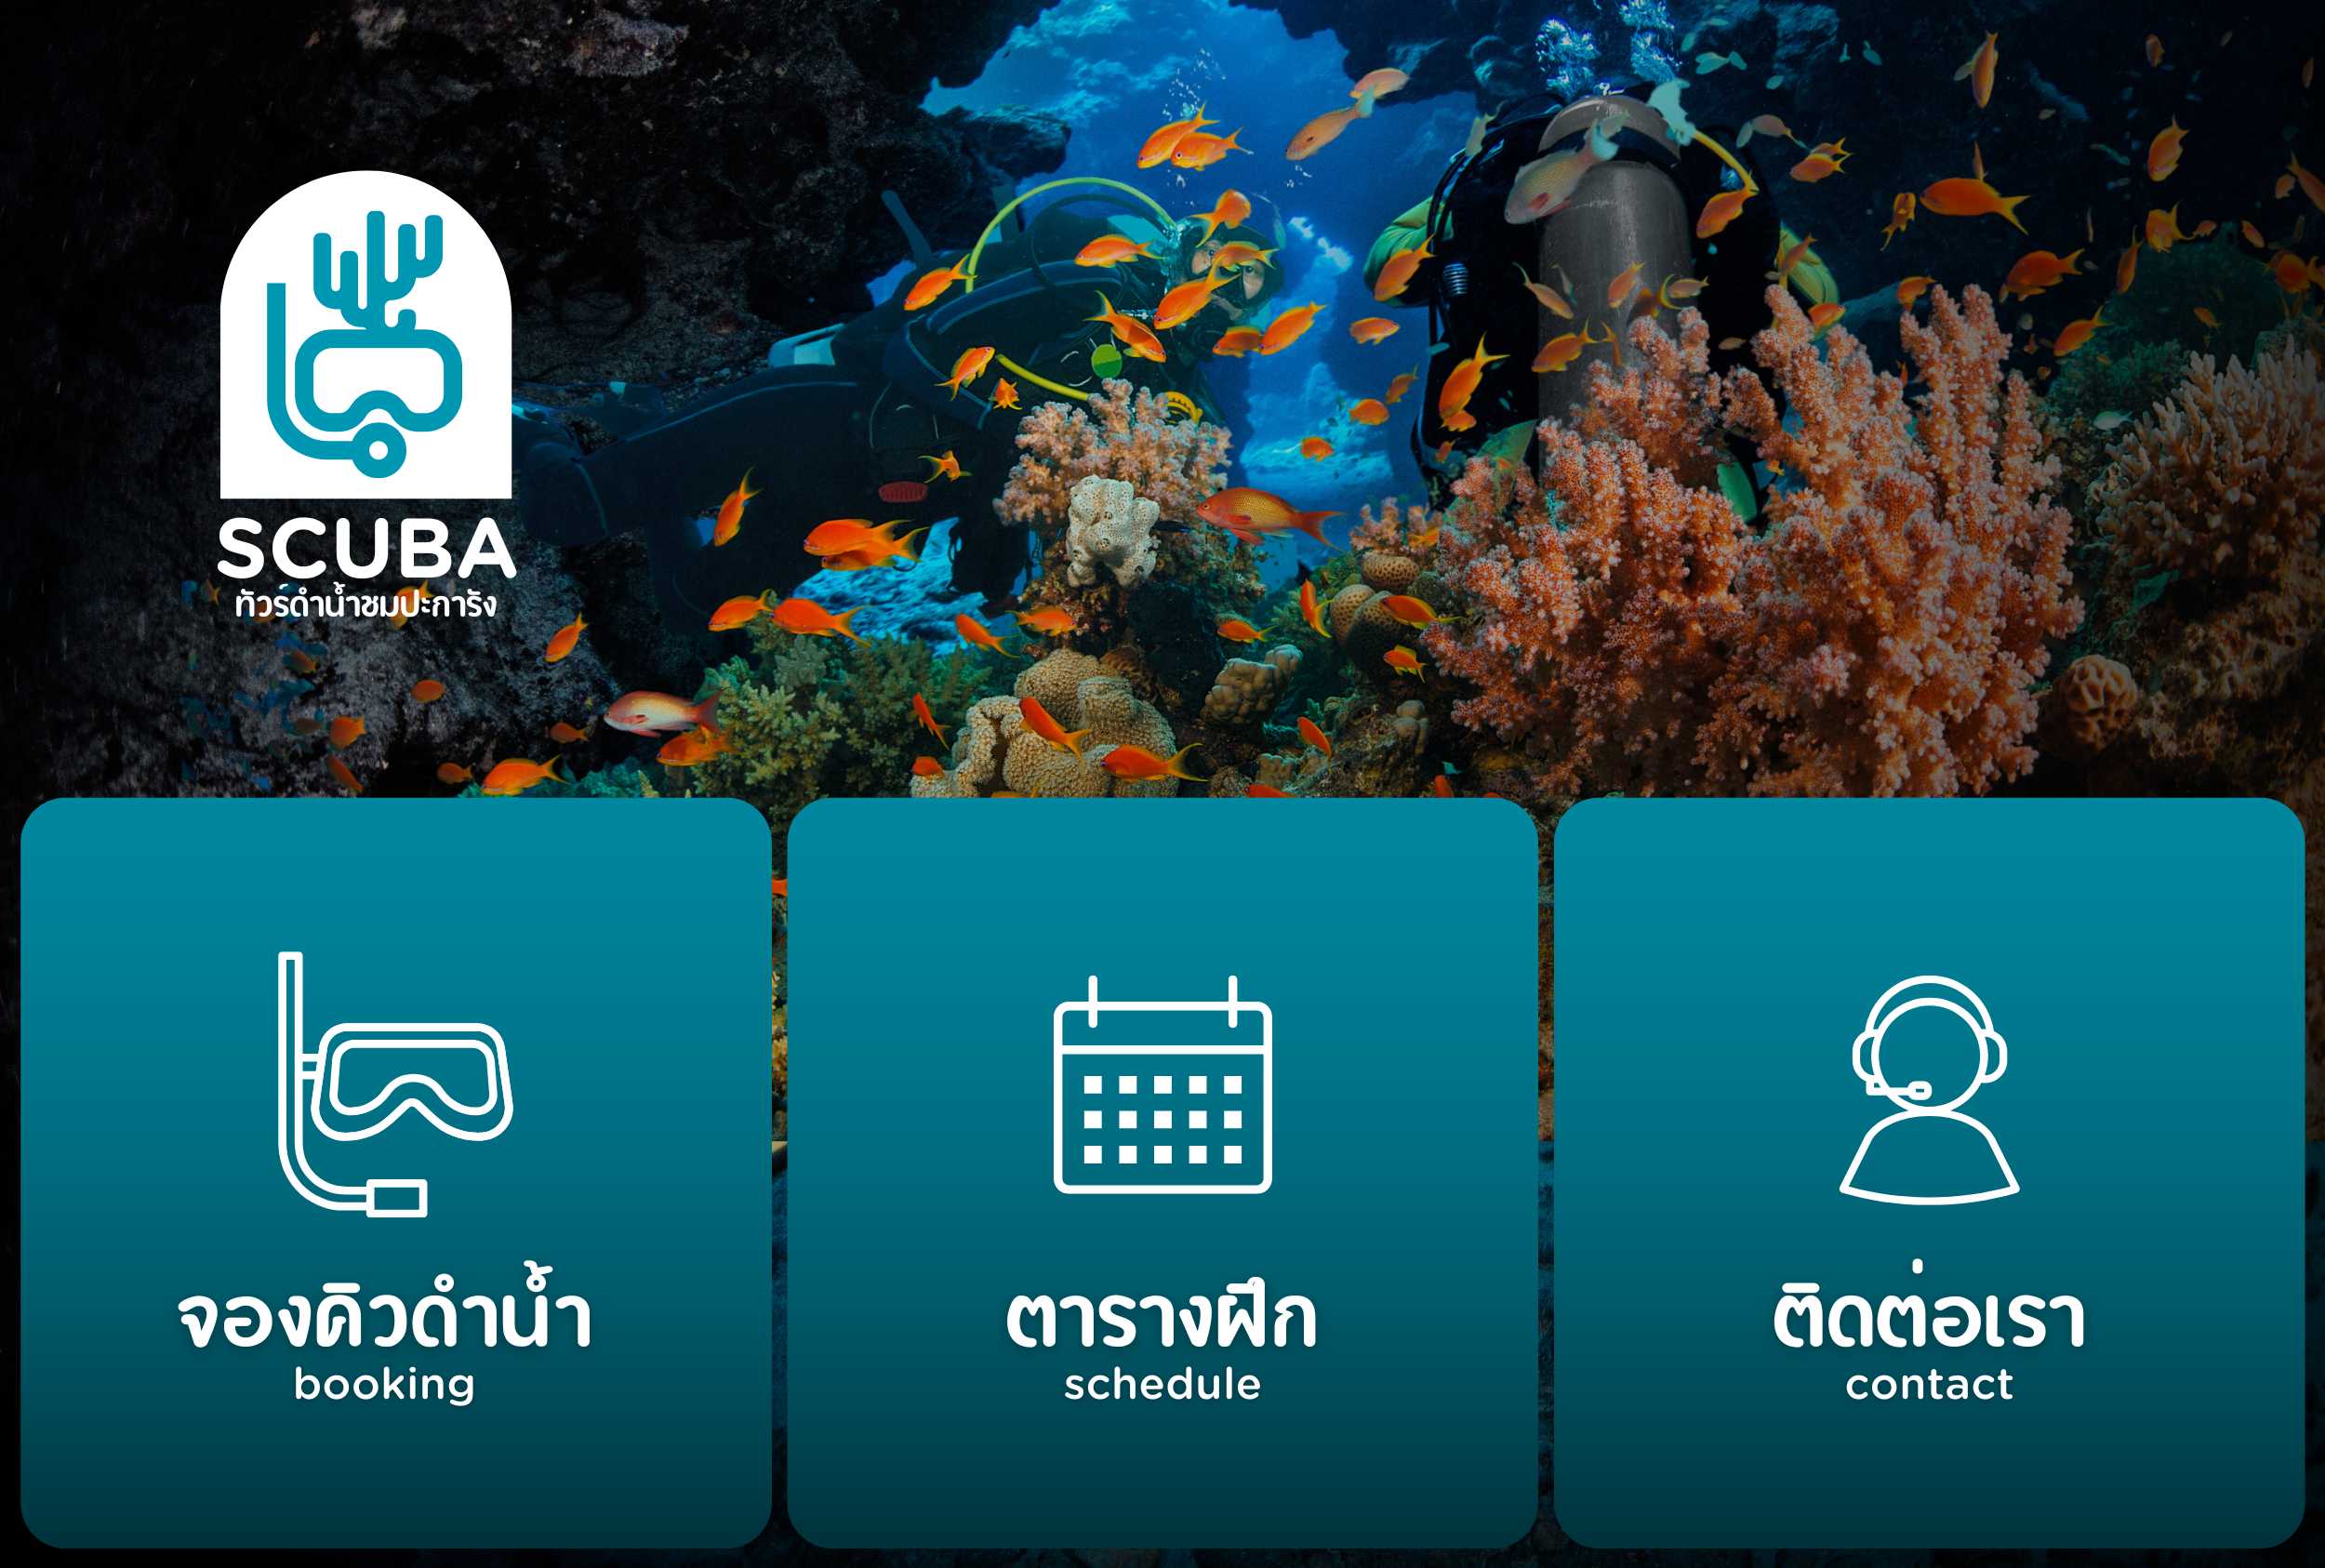 SCUBA
ทัวร์ดำน้ำชมปะการัง
จองคิวดำน้ำ
booking
ตารางฝึก
schedule
ติดต่อเรา
contact